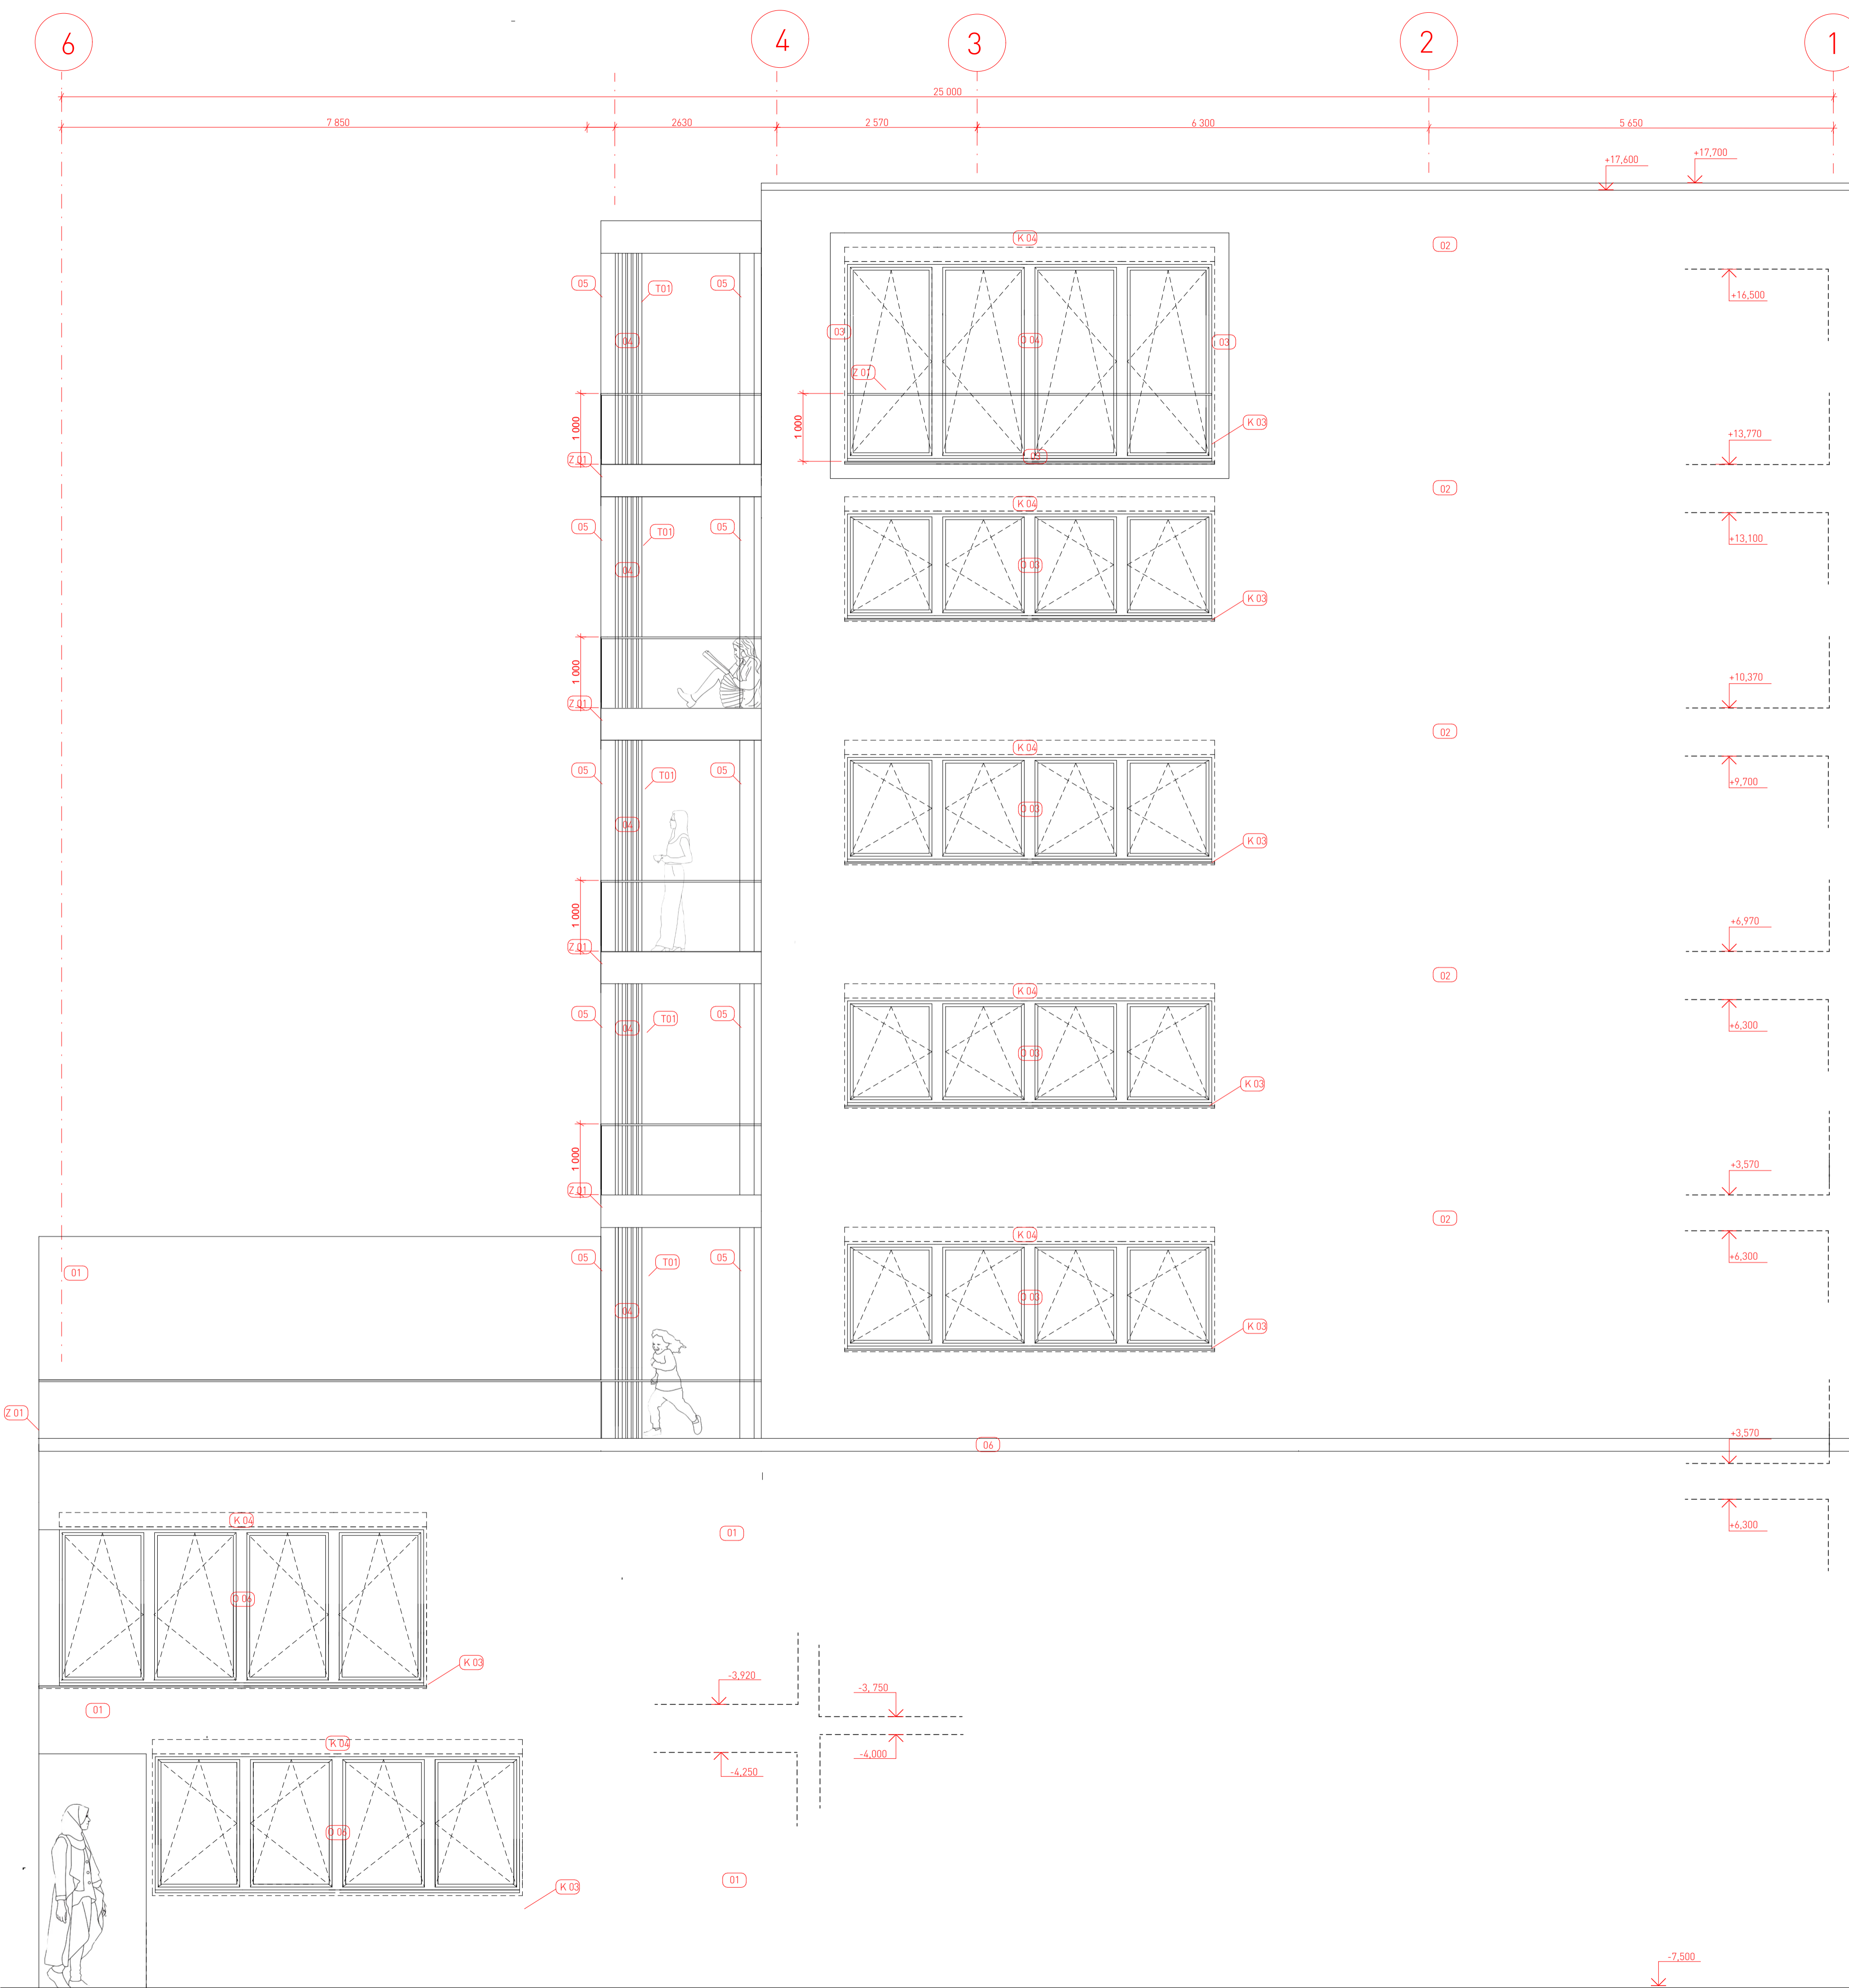 6
4
3
2
1
25 000
7 850
2630
2 570
6 300
5 650
+17,600
+17,700
K 04
02
05
T01
05
+16,500
03
04
O 04
03
Z 01
1 000
1 000
K 03
+13,770
Z 01
03
02
K 04
05
T01
05
+13,100
04
O 03
K 03
1 000
+10,370
Z 01
02
K 04
05
T01
05
+9,700
04
O 03
K 03
1 000
+6,970
Z 01
02
K 04
05
04
T01
05
+6,300
O 03
K 03
1 000
+3,570
Z 01
02
K 04
05
T01
05
+6,300
01
04
O 03
K 03
Z 01
+3,570
06
K 04
01
+6,300
O 06
K 03
-3,920
-3, 750
01
K 04
-4,000
-4,250
O 06
01
K 03
-7,500